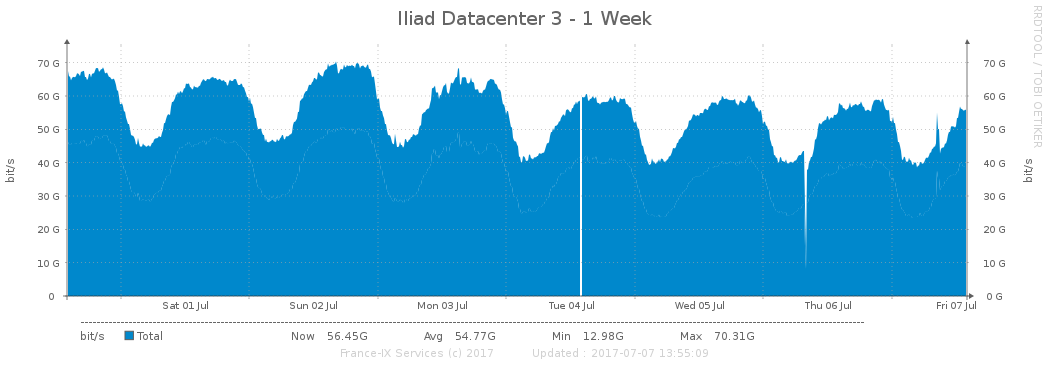 Iliad Datacenter 3 - 1 Week
RRDTOOL / TOBI OETIKER
bit/s
70 G
60 G
50 G
40 G
30 G
20 G
10 G
0
70 G
60 G
50 G
40 G
30 G
20 G
10 G
0 G
bit/s
Sat 01 Jul Sun 02 Jul Mon 03 Jul Tue 04 Jul Wed 05 Jul Thu 06 Jul Fri 07 Jul
bit/s Total Now 56.45G Avg 54.77G Min 12.98G Max 70.31G
France-IX Services (c) 2017 Updated : 2017-07-07 13:55:09